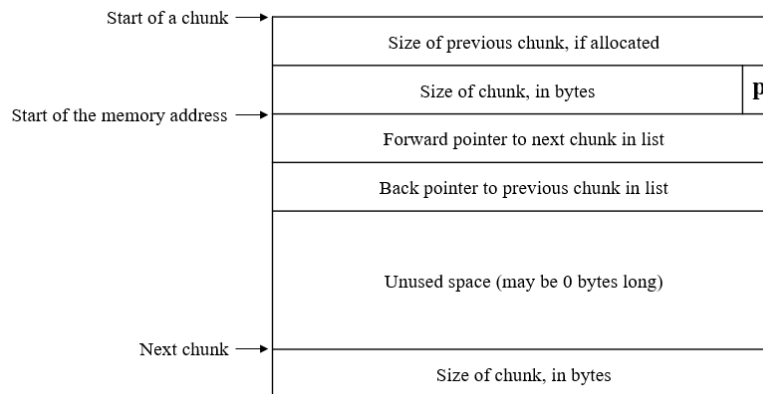 Start of a chunk
Size of previous chunk, if allocated
Size of chunk, in bytes
p
Start of the memory address
Forward pointer to next chunk in list
Back pointer to previous chunk in list
Unused space (may be 0 bytes long)
Next chunk
Size of chunk, in bytes